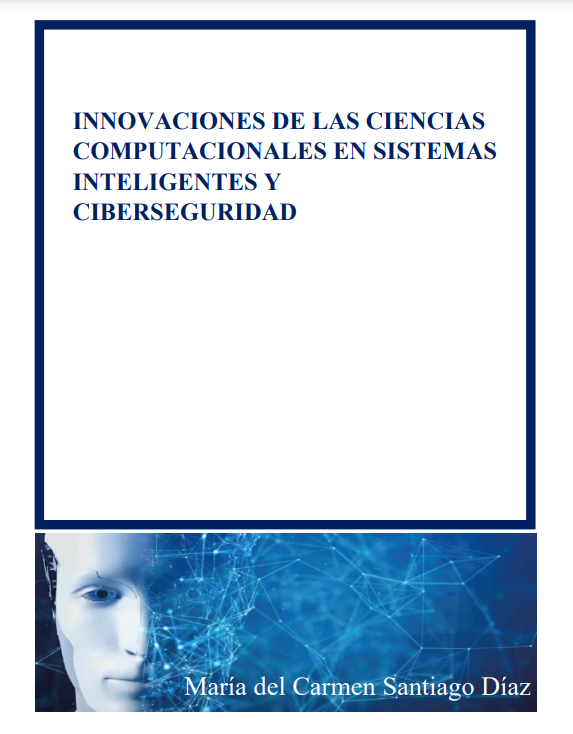 INNOVACIONES DE LAS CIENCIAS
COMPUTACIONALES EN SISTEMAS
INTELIGENTES Y
CIBERSEGURIDAD
María del Carmen Santiago Díaz